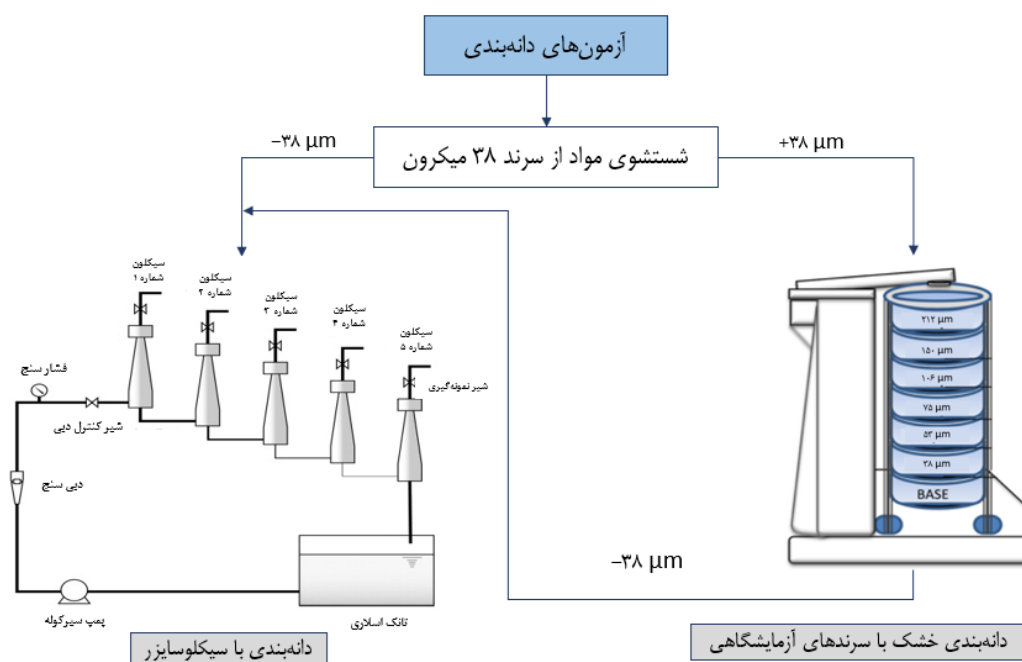 آزمون‌های دانه‌بندی
شستشوی مواد از سرند ۳۸ میکرون
+۳۸ µm
−۳۸ µm
سیکلون
شماره ۱
سیکلون
شماره ۲
سیکلون
شماره ۳
سیکلون
شماره ۴
سیکلون
شماره ۵
شیر نمونه‌گیری
فشار سنج
شیر کنترل دبی
دبی سنج
پمپ سیرکوله
تانک اسلاری
۲۱۲ µm
۱۵۰ µm
۱۰۶ µm
۷۵ µm
۵۳ µm
۳۸ µm
BASE
−۳۸ µm
دانه‌بندی خشک با سرندهای آزمایشگاهی
دانه‌بندی با سیکلوسایزر